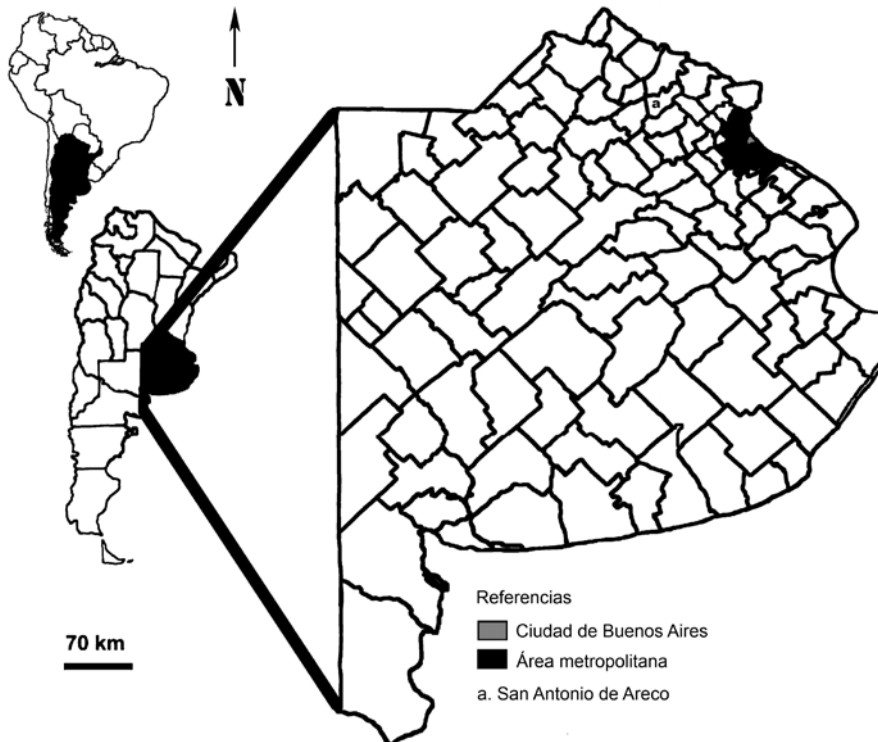 N
a
70 km
Referencias
Ciudad de Buenos Aires
Área metropolitana
a. San Antonio de Areco